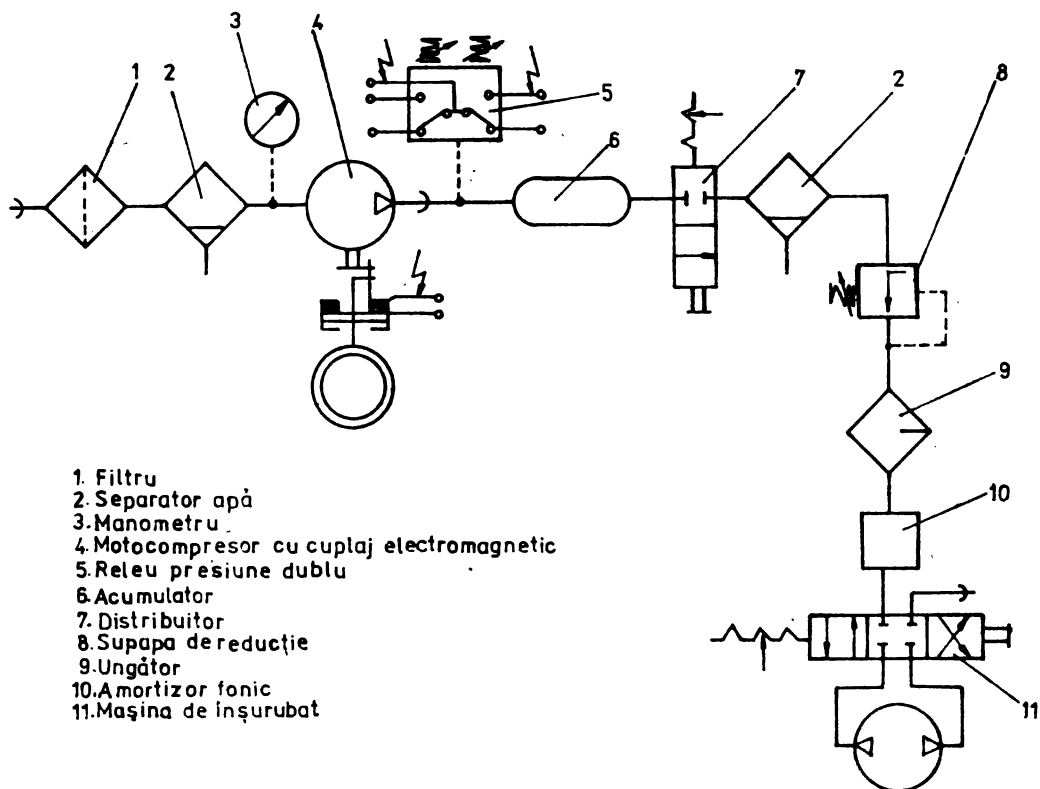 3
4
1
2
5
7
2
8
6
9
10
11
1. Filtru
2. Separator apă
3. Manometru
4. Motocompresor cu cuplaj electromagnetic
5. Releu presiune dublu
6. Acumulator
7. Distribuitor
8. Supapa de reducție
9. Ungător
10. Amortizor fonic
11. Mașina de înșurubat